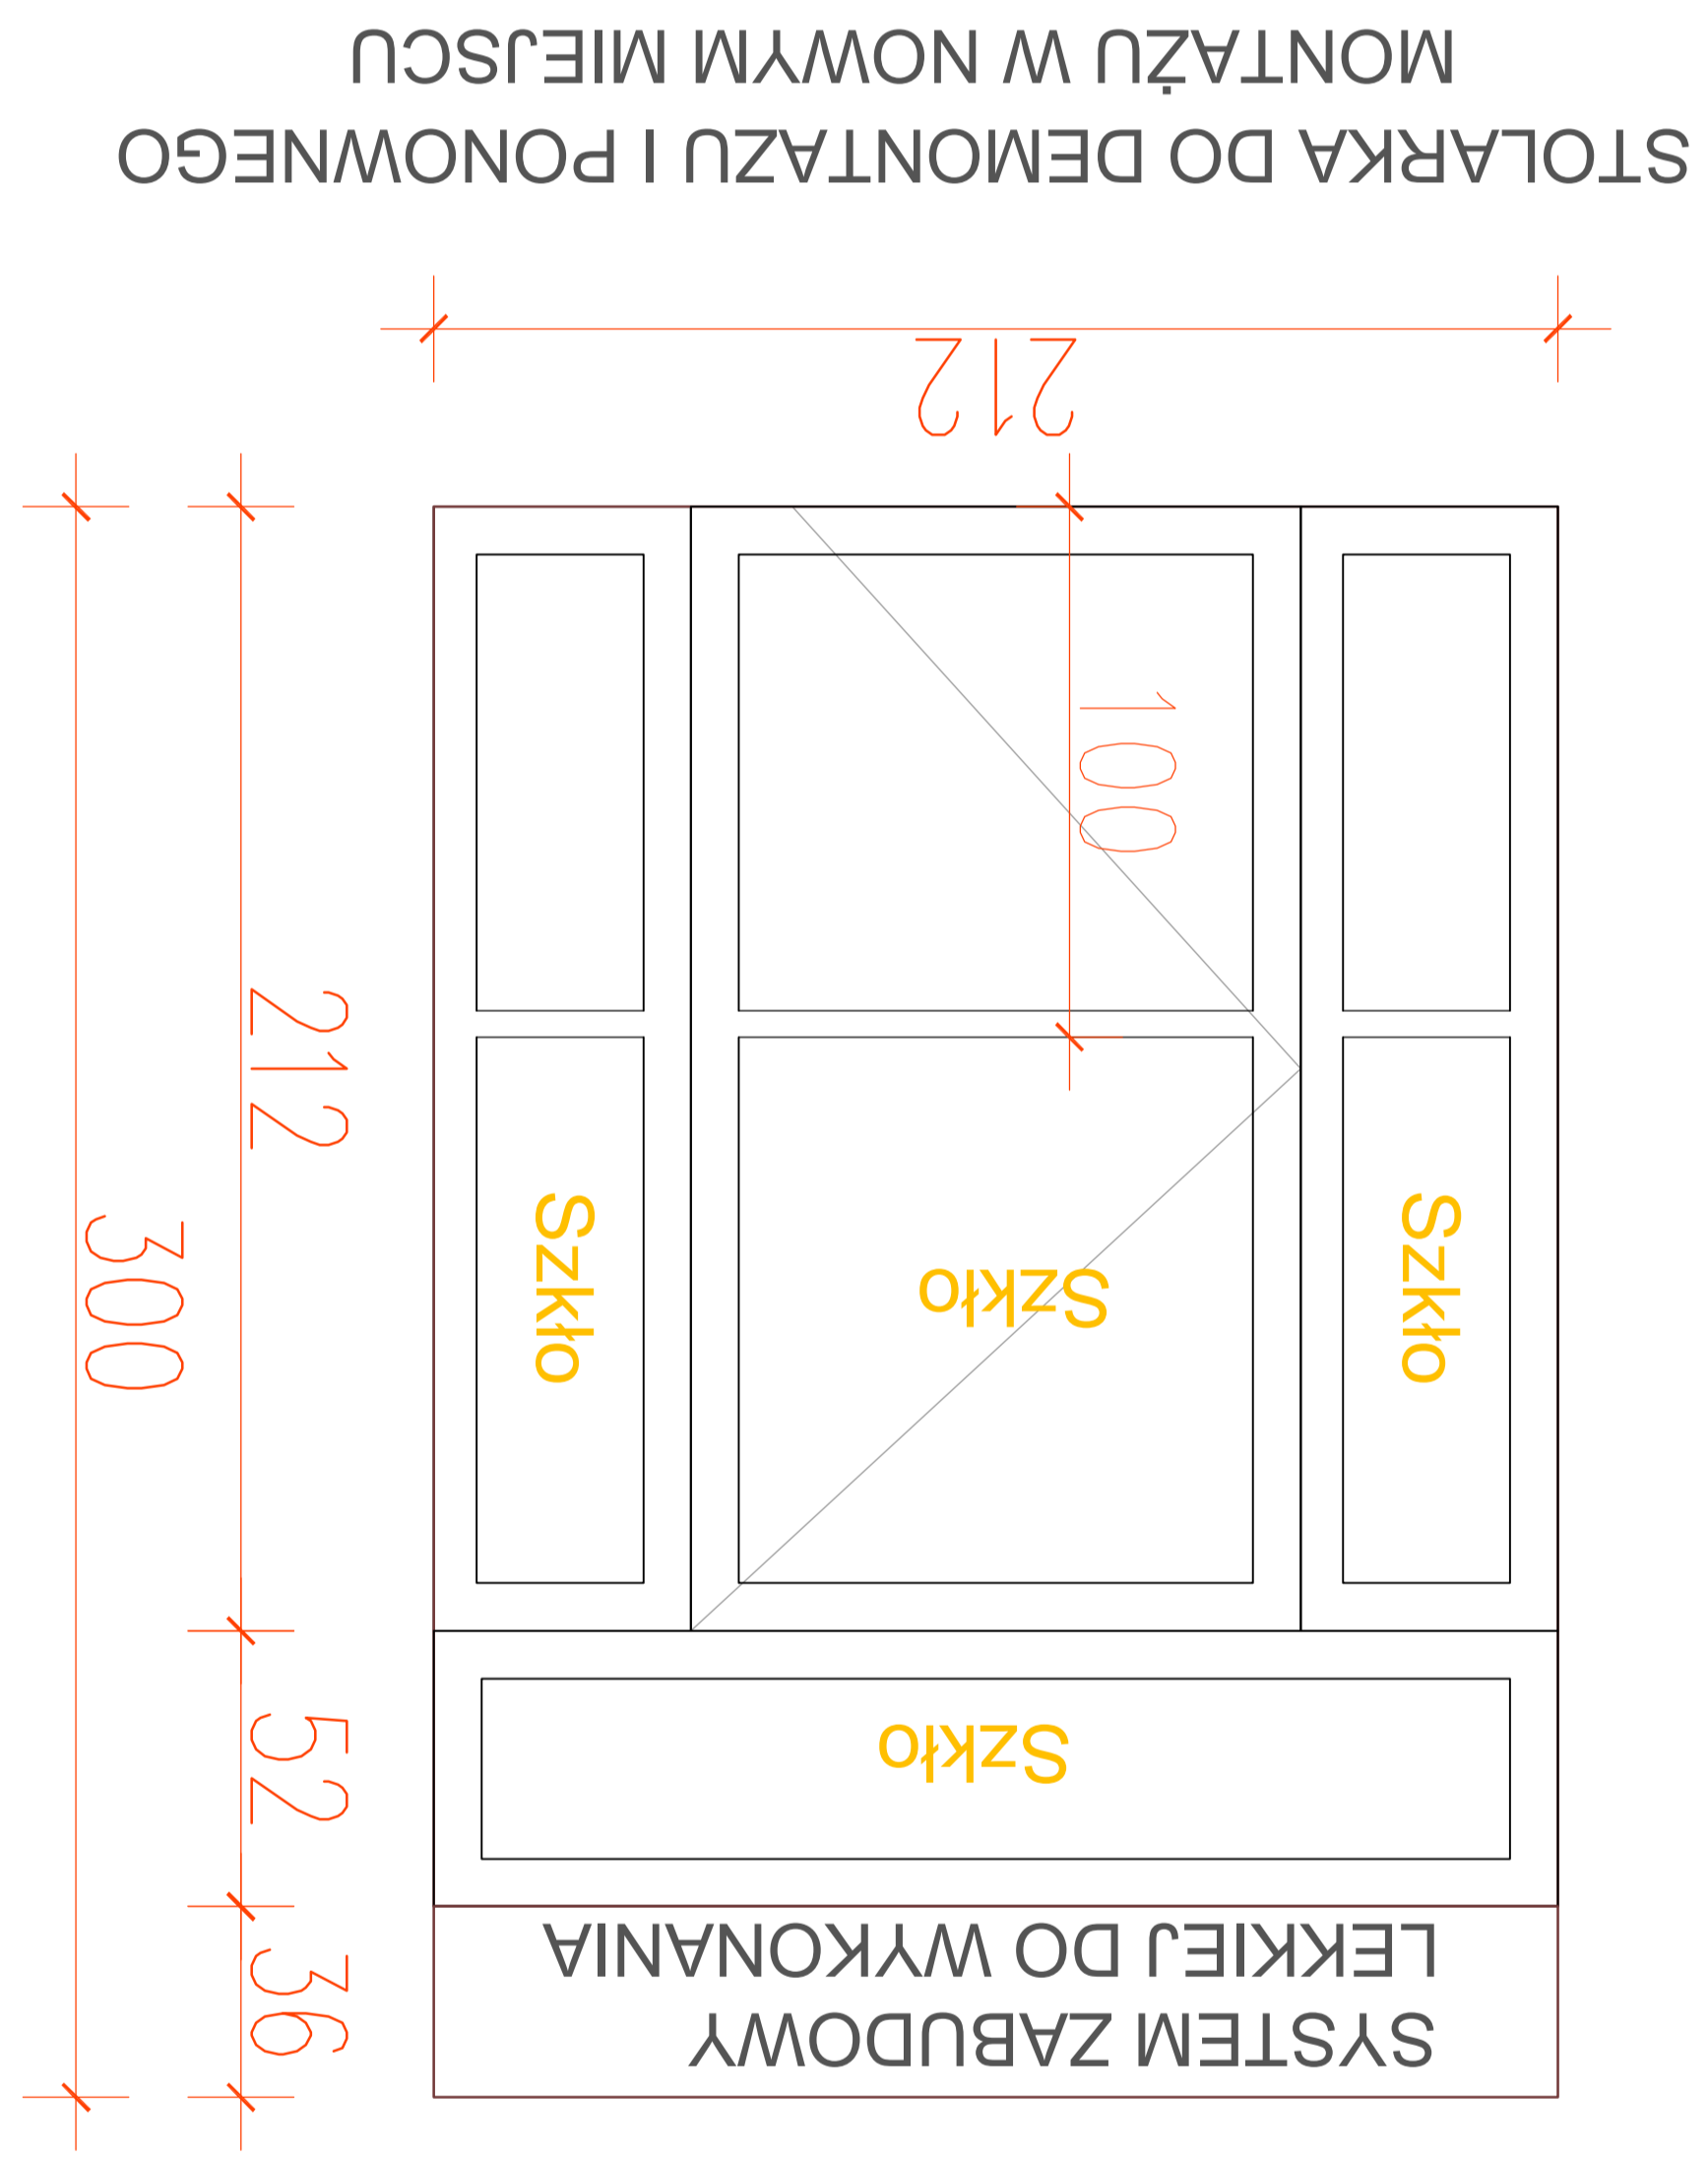 SYSTEM ZABUDOWY
LEKKIEJ DO WYKONANIA
36
Szkło
52
Szkło
Szkło
Szkło
300
212
100
212
STOLARKA DO DEMONTAZU I PONOWNEGO
MONTAŻU W NOWYM MIEJSCU